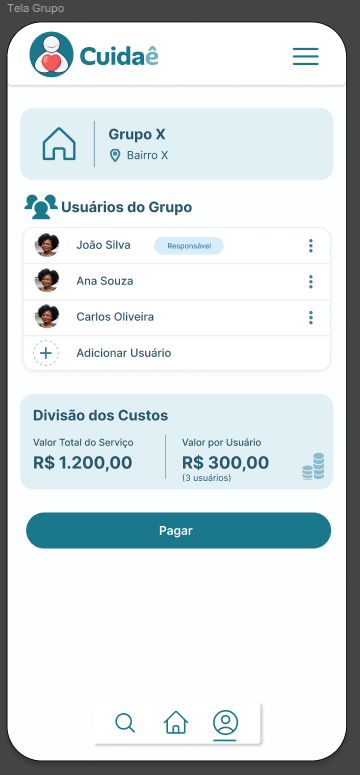 Tela Grupo
Cuidaê
Grupo X
Bairro X
Usuários do Grupo
João Silva Responsável
Ana Souza
Carlos Oliveira
Adicionar Usuário
Divisão dos Custos
Valor Total do Serviço
R$ 1.200,00
Valor por Usuário
R$ 300,00
(3 usuários)
Pagar